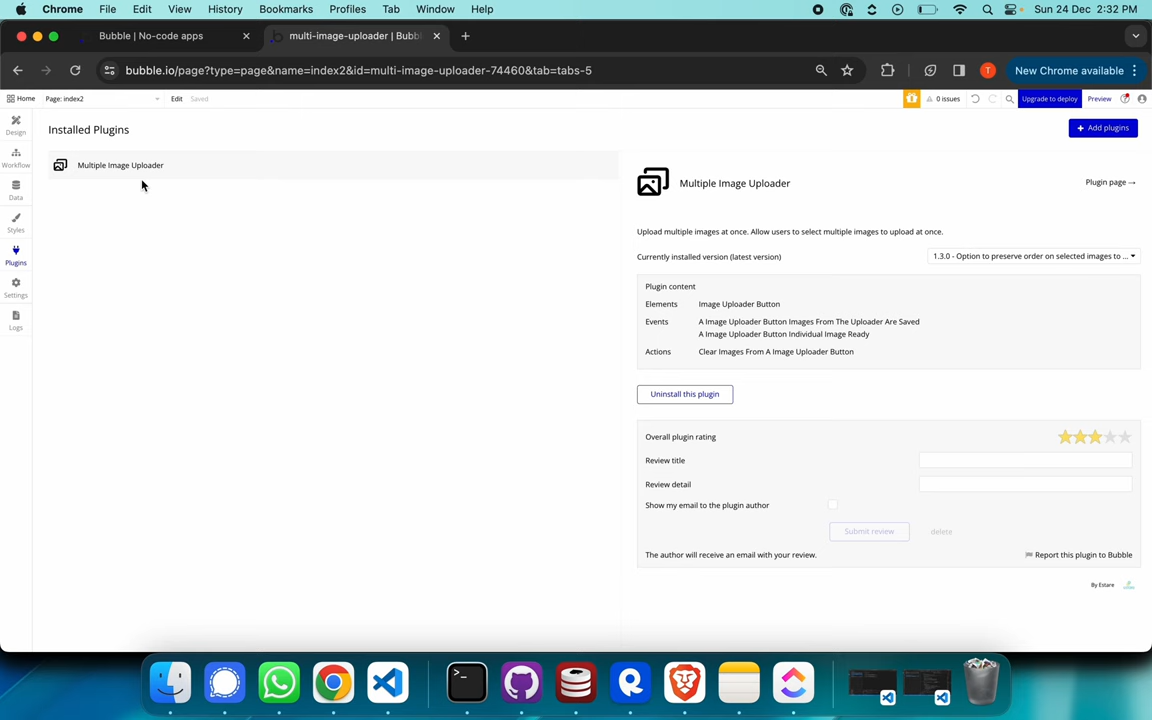 Chrome File Edit View History Bookmarks Profiles Tab Window Help Sun 24 Dec 2:32 PM
Bubble | No-code apps multi-image-uploader | Bubbl
bubble.io/page?type=page&name=index2&id=multi-image-uploader-74460&tab=tabs-5 T New Chrome available
Home Page: index2 Edit Saved 0 issues Upgrade to deploy Preview
Design
Workflow
Data
Styles
Plugins
Settings
Logs
Installed Plugins
Add plugins
Multiple Image Uploader
Multiple Image Uploader
Plugin page →
Upload multiple images at once. Allow users to select multiple images to upload at once.
Currently installed version (latest version) 1.3.0 - Option to preserve order on selected images to ...
Plugin content
Elements Image Uploader Button
Events A Image Uploader Button Images From The Uploader Are Saved
A Image Uploader Button Individual Image Ready
Actions Clear Images From A Image Uploader Button
Uninstall this plugin
Overall plugin rating
Review title
Review detail
Show my email to the plugin author
Submit review delete
The author will receive an email with your review. Report this plugin to Bubble
By Estare